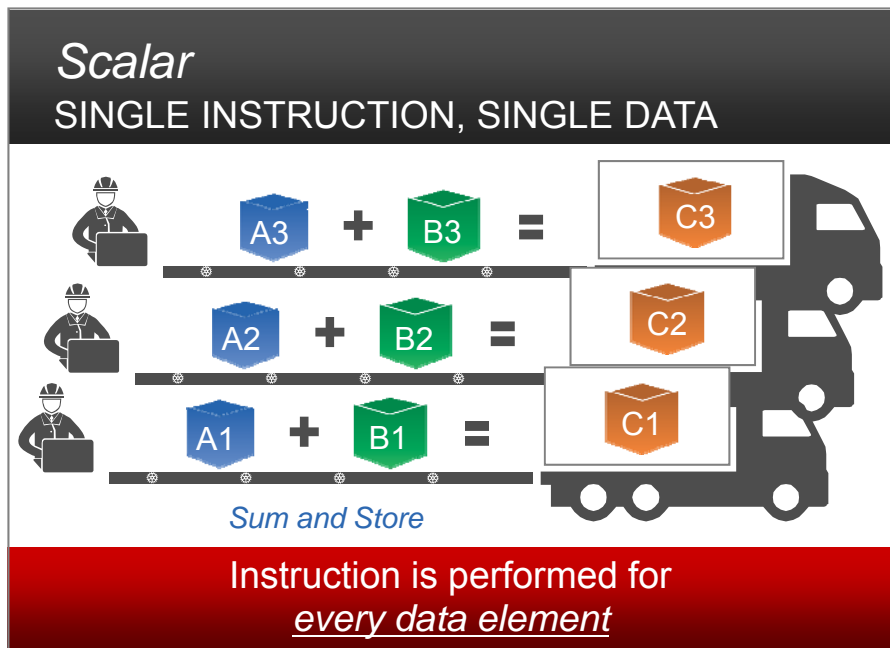 Scalar
SINGLE INSTRUCTION, SINGLE DATA
A3 + B3 = C3
A2 + B2 = C2
A1 + B1 = C1
Sum and Store
Instruction is performed for
every data element